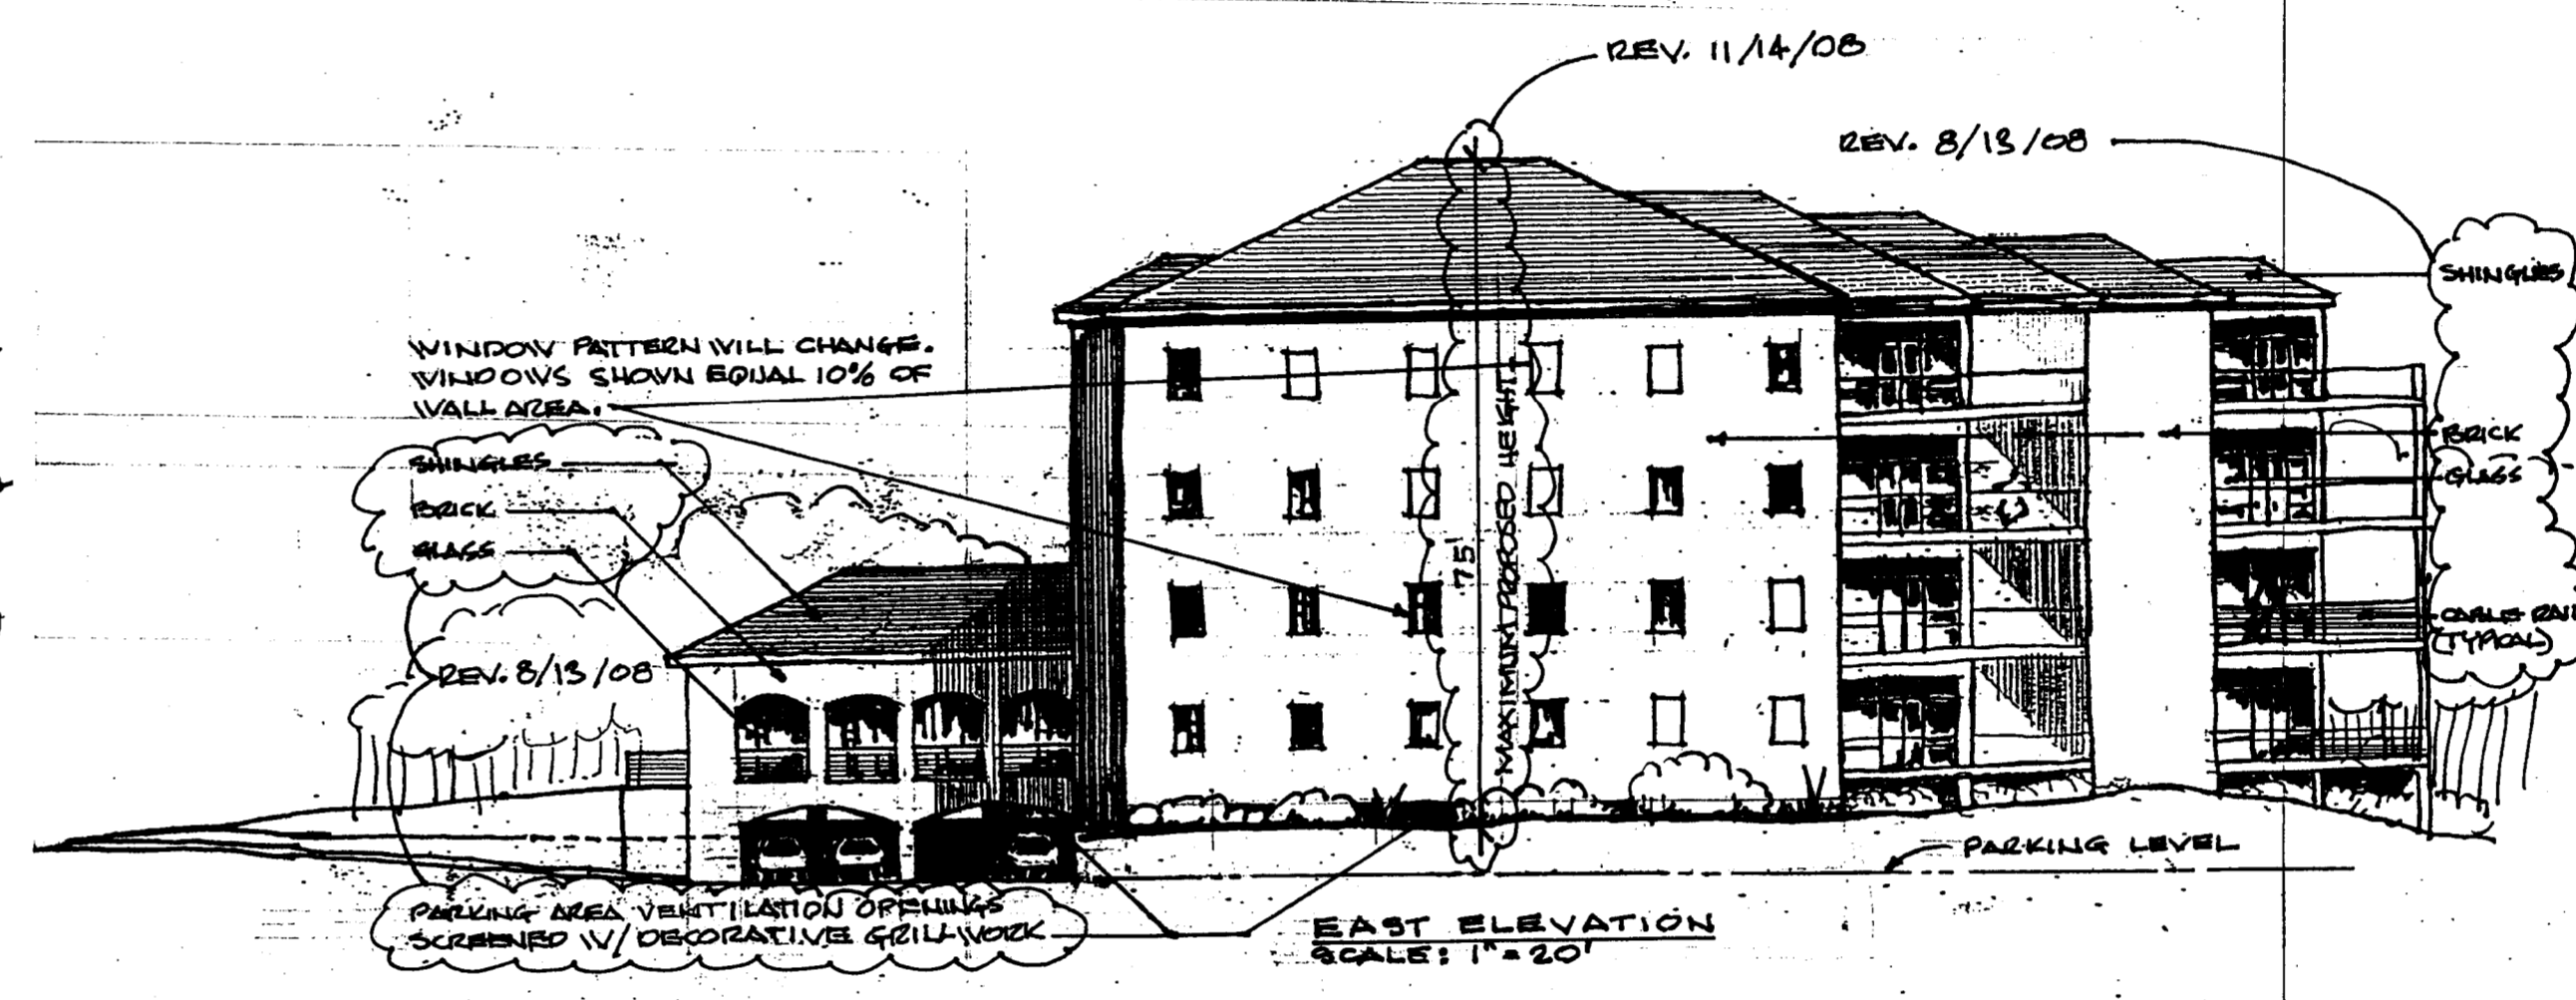 REV. 11/14/08
REV. 8/13/08
SHINGLES
WINDOW PATTERN WILL CHANGE.
WINDOWS SHOWN EQUAL 10% OF
WALL AREA.
BRICK
GLASS
SHINGLES
BRICK
GLASS
75'
MAXIMUM PROPOSED HEIGHT
CABLE RAI
(TYPICAL)
REV. 8/13/08
PARKING LEVEL
PARKING AREA VENTILATION OPENINGS
SCREENED W/ DECORATIVE GRILLWORK
EAST ELEVATION
SCALE: 1" = 20'